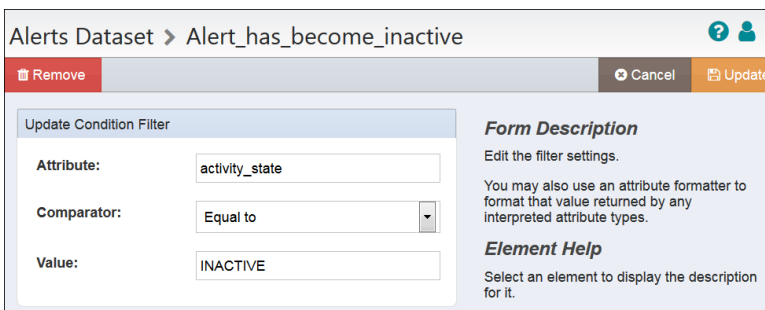 Alerts Dataset > Alert_has_become_inactive
Remove
Cancel
Update
Update Condition Filter
Attribute:
activity_state
Comparator:
Equal to
Value:
INACTIVE
Form Description
Edit the filter settings.
You may also use an attribute formatter to
format that value returned by any
interpreted attribute types.
Element Help
Select an element to display the description
for it.